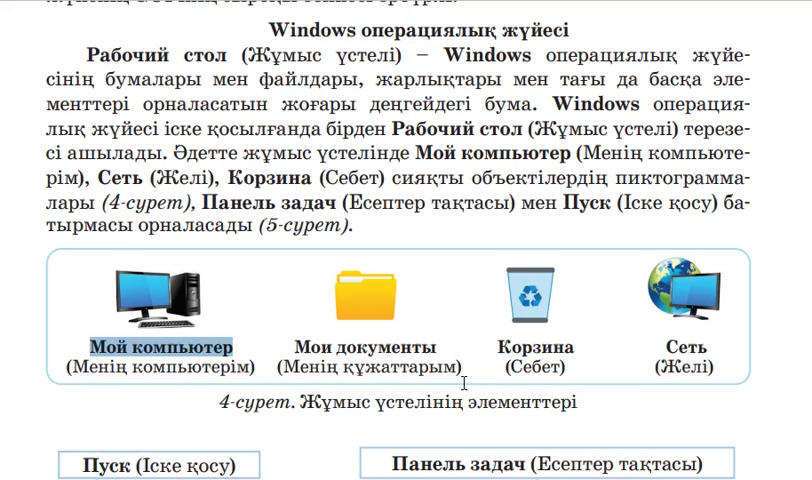 Windows операциялық жүйесі
Рабочий стол (Жұмыс үстелі) – Windows операциялық жүйе-
сінің бумалары мен файлдары, жарлықтары мен тағы да басқа эле-
менттері орналасатын жоғары деңгейдегі бума. Windows операция-
лық жүйесі іске қосылғанда бірден Рабочий стол (Жұмыс үстелі) терезе-
сі ашылады. Әдетте жұмыс үстелінде Мой компьютер (Менің компьюте-
рім), Сеть (Желі), Корзина (Себет) сияқты объектілердің пиктограмма-
лары (4-сурет), Панель задач (Есептер тақтасы) мен Пуск (Іске қосу) ба-
тырмасы орналасады (5-сурет).
Мой компьютер Мои документы Корзина Сеть
(Менің компьютерім) (Менің құжаттарым) (Себет) (Желі)
4-сурет. Жұмыс үстелінің элементтері
Пуск (Іске қосу) Панель задач (Есептер тақтасы)